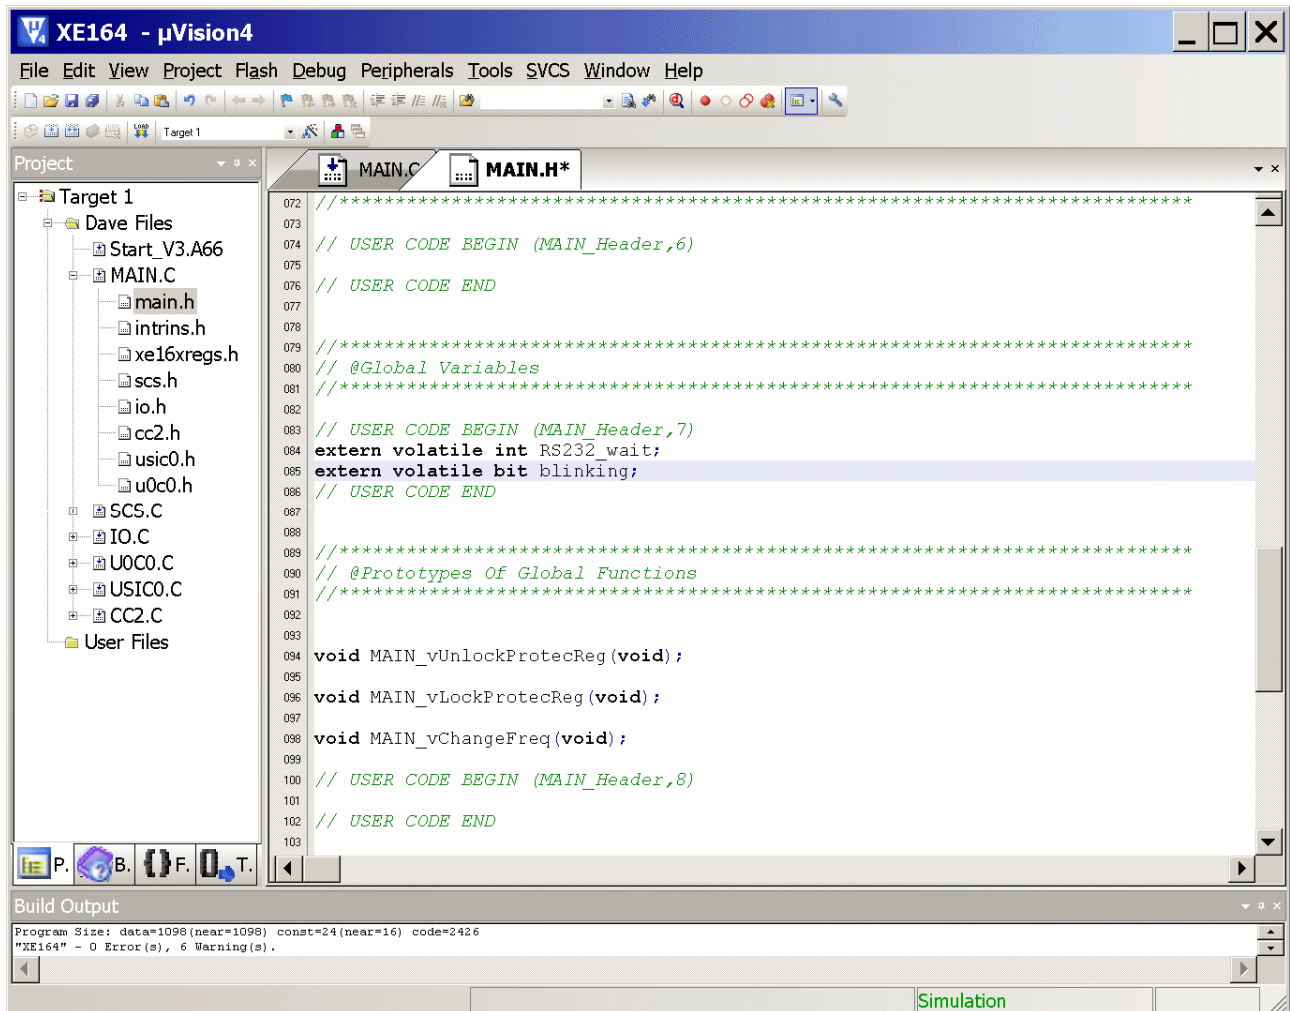 XE164 - µVision4
File Edit View Project Flash Debug Peripherals Tools SVCS Window Help
LOAD Target 1
Project
MAIN.C MAIN.H*
Target 1
Dave Files
Start_V3.A66
MAIN.C
main.h
intrins.h
xe16xregs.h
scs.h
io.h
cc2.h
usic0.h
u0c0.h
SCS.C
IO.C
U0C0.C
USIC0.C
CC2.C
User Files
P. B. {} F. T.
072 //****************************************************************************
073
074 // USER CODE BEGIN (MAIN_Header,6)
075
076 // USER CODE END
077
078
079 //****************************************************************************
080 // @Global Variables
081 //****************************************************************************
082
083 // USER CODE BEGIN (MAIN_Header,7)
084 extern volatile int RS232_wait;
085 extern volatile bit blinking;
086 // USER CODE END
087
088
089 //****************************************************************************
090 // @Prototypes Of Global Functions
091 //****************************************************************************
092
093
094 void MAIN_vUnlockProtecReg(void);
095
096 void MAIN_vLockProtecReg(void);
097
098 void MAIN_vChangeFreq(void);
099
100 // USER CODE BEGIN (MAIN_Header,8)
101
102 // USER CODE END
103
Build Output
Program Size: data=1098(near=1098) const=24(near=16) code=2426
"XE164" - 0 Error(s), 6 Warning(s).
Simulation